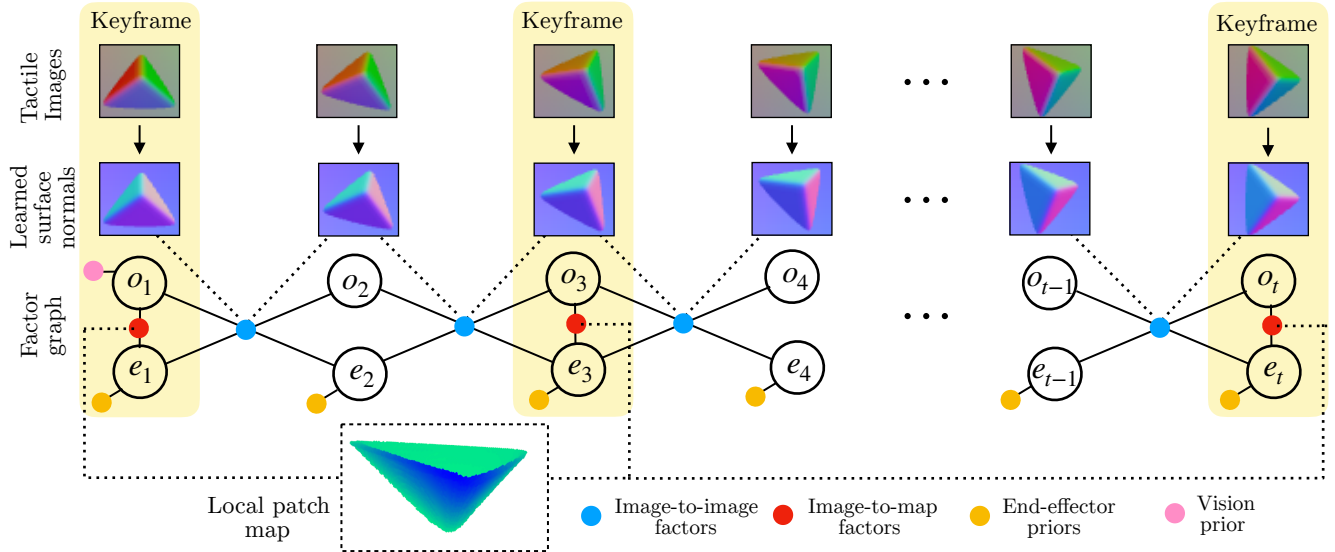 Keyframe
Keyframe
Keyframe
Tactile
Images
Learned
surface
normals
Factor
graph
o₁
o₂
o₃
o₄
oₜ₋₁
oₜ
e₁
e₂
e₃
e₄
eₜ₋₁
eₜ
Local patch
map
Image-to-image
factors
Image-to-map
factors
End-effector
priors
Vision
prior